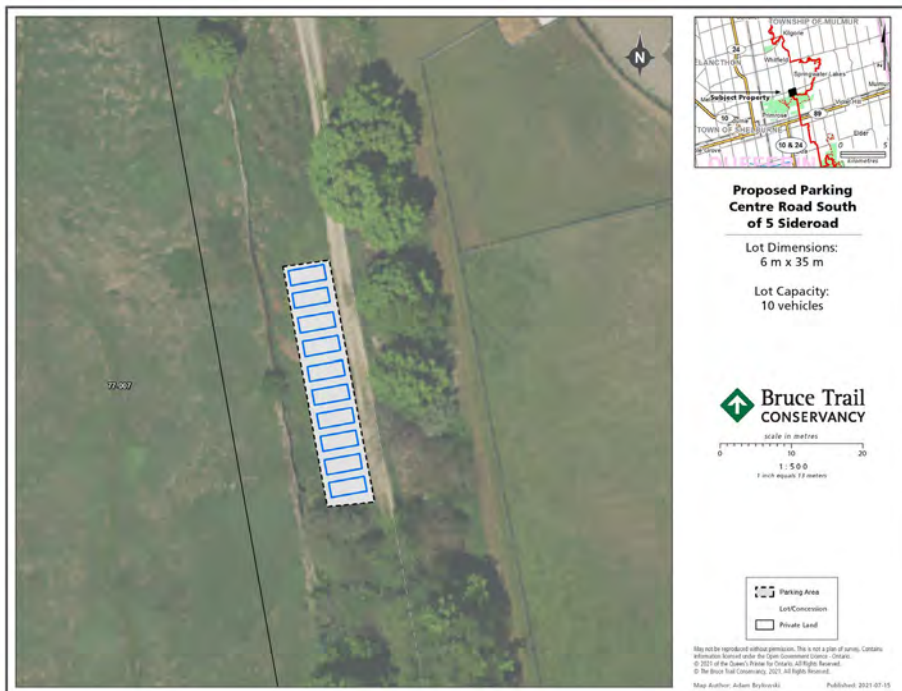 77-007
N
TOWNSHIP OF MULMUR
Kilgorie
24
Whitfield
Springwater Lakes
Mulmur
Subject Property
Violet Hill
Primrose
89
10
TOWN OF SHELBURNE
10 & 24
Elder
0 5
kilometres
Proposed Parking
Centre Road South
of 5 Sideroad
Lot Dimensions:
6 m x 35 m
Lot Capacity:
10 vehicles
Bruce Trail
CONSERVANCY
scale in metres
0 10 20
1:500
1 inch equals 13 meters
Parking Area
Lot/Concession
Private Land
May not be reproduced without permission. This is not a plan of survey. Contains
information licensed under the Open Government Licence - Ontario.
© 2021 of the Queen's Printer for Ontario. All Rights Reserved.
© The Bruce Trail Conservancy, 2021. All Rights Reserved.
Map Author: Adam Brylowski Published: 2021-07-15